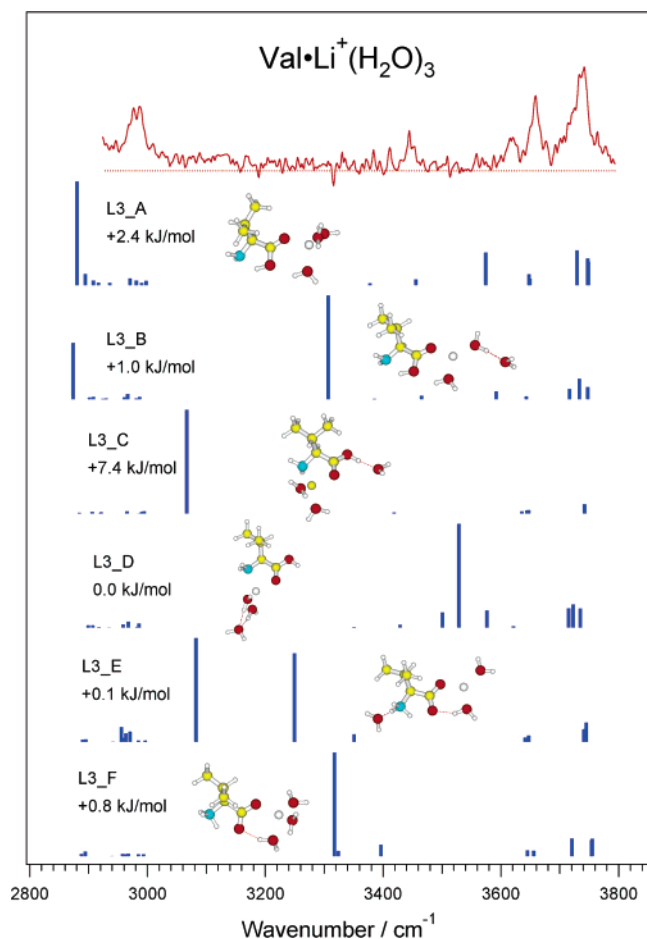 Val•Li⁺(H₂O)₃
L3_A
+2.4 kJ/mol
L3_B
+1.0 kJ/mol
L3_C
+7.4 kJ/mol
L3_D
0.0 kJ/mol
L3_E
+0.1 kJ/mol
L3_F
+0.8 kJ/mol
2800 3000 3200 3400 3600 3800
Wavenumber / cm⁻¹